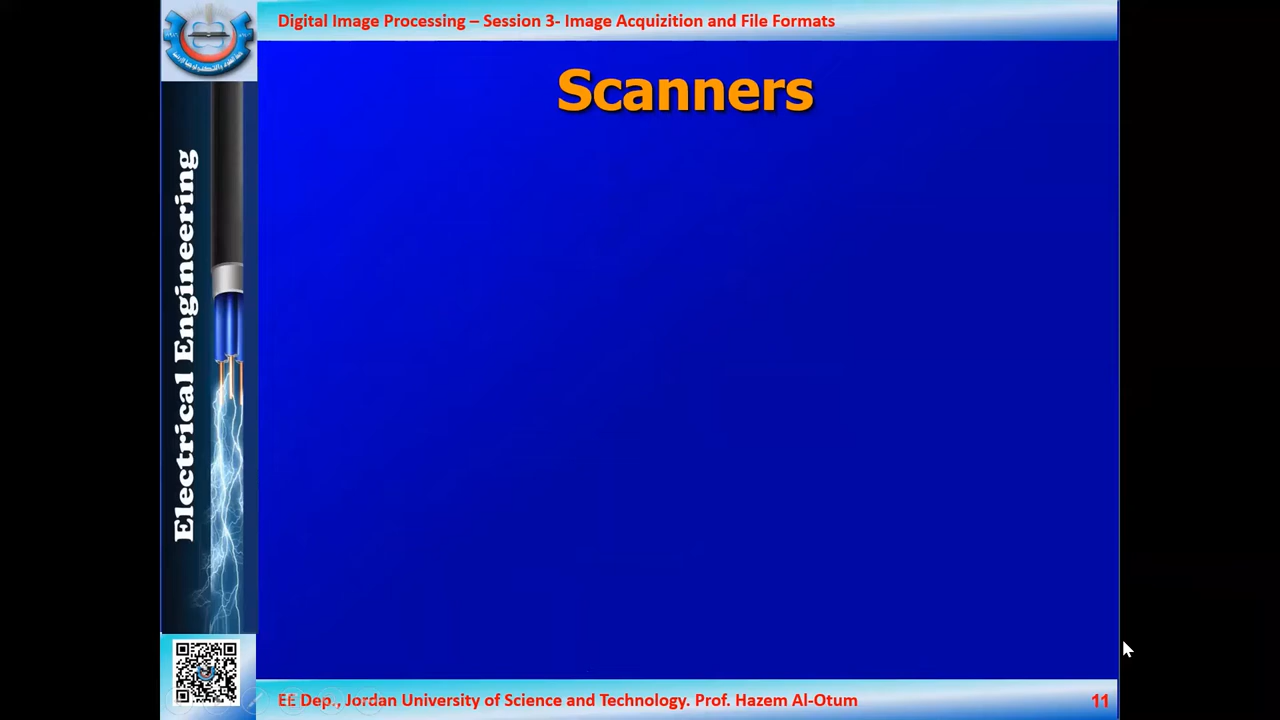 Digital Image Processing – Session 3- Image Acquizition and File Formats
Scanners
Electrical Engineering
EE Dep., Jordan University of Science and Technology. Prof. Hazem Al-Otum
11